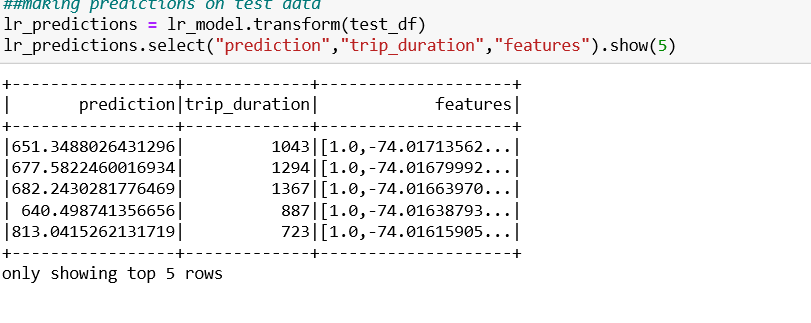 ##making predictions on test data
lr_predictions = lr_model.transform(test_df)
lr_predictions.select("prediction","trip_duration","features").show(5)
+-----------------+-------------+--------------------+
|       prediction|trip_duration|            features|
+-----------------+-------------+--------------------+
|651.3488026431296|         1043|[1.0,-74.01713562...|
|677.5822460016934|         1294|[1.0,-74.01679992...|
|682.2430281776469|         1367|[1.0,-74.01663970...|
| 640.498741356656|          887|[1.0,-74.01638793...|
|813.0415262131719|          723|[1.0,-74.01615905...|
+-----------------+-------------+--------------------+
only showing top 5 rows